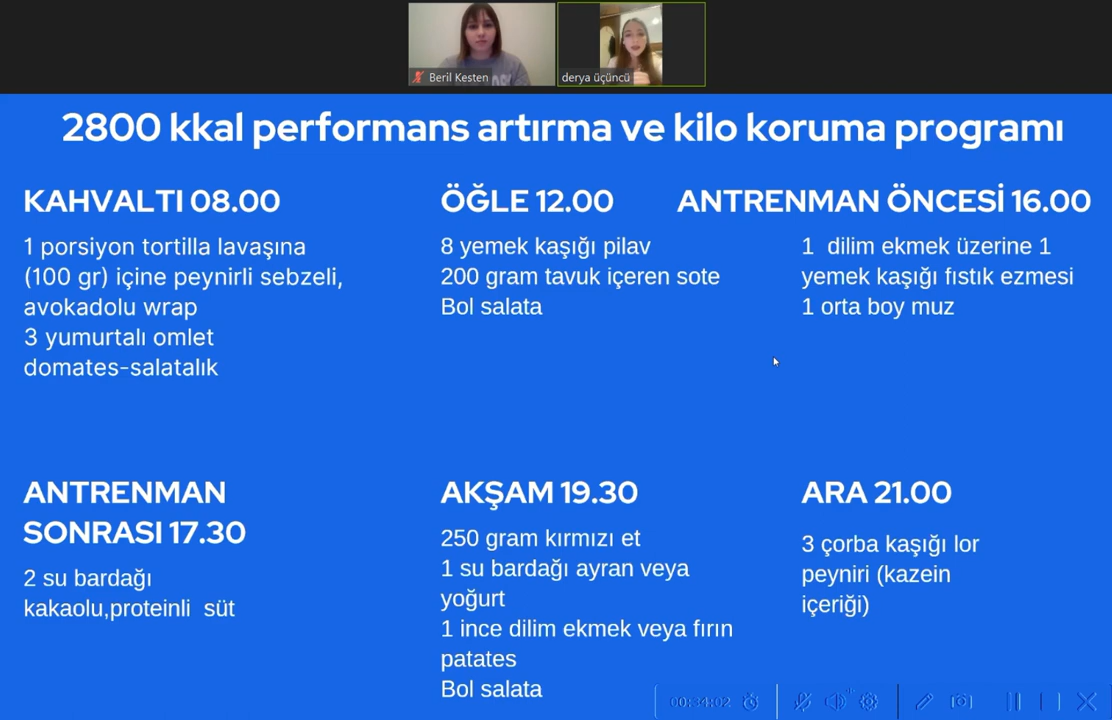 Beril Kesten
derya üçüncü
2800 kkal performans artırma ve kilo koruma programı
KAHVALTI 08.00
1 porsiyon tortilla lavaşına
(100 gr) içine peynirli sebzeli,
avokadolu wrap
3 yumurtalı omlet
domates-salatalık
ÖĞLE 12.00
8 yemek kaşığı pilav
200 gram tavuk içeren sote
Bol salata
ANTRENMAN ÖNCESİ 16.00
1 dilim ekmek üzerine 1
yemek kaşığı fıstık ezmesi
1 orta boy muz
ANTRENMAN
SONRASI 17.30
2 su bardağı
kakaolu,proteinli süt
AKŞAM 19.30
250 gram kırmızı et
1 su bardağı ayran veya
yoğurt
1 ince dilim ekmek veya fırın
patates
Bol salata
ARA 21.00
3 çorba kaşığı lor
peyniri (kazein
içeriği)
00:34:02